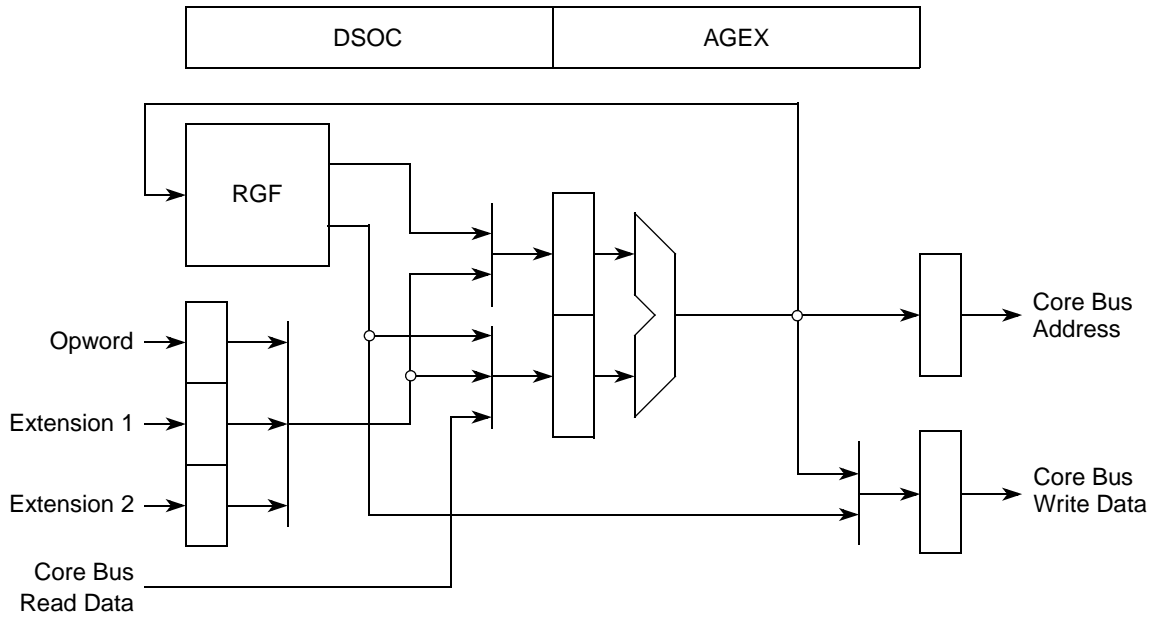 DSOC
AGEX
RGF
Opword
Extension 1
Extension 2
Core Bus
Read Data
Core Bus
Address
Core Bus
Write Data